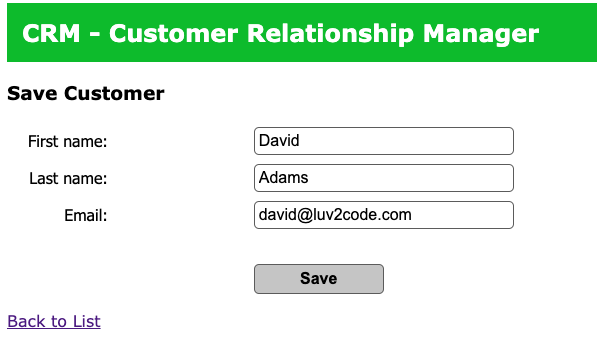 CRM - Customer Relationship Manager
Save Customer
First name: David
Last name: Adams
Email: david@luv2code.com
Save
Back to List